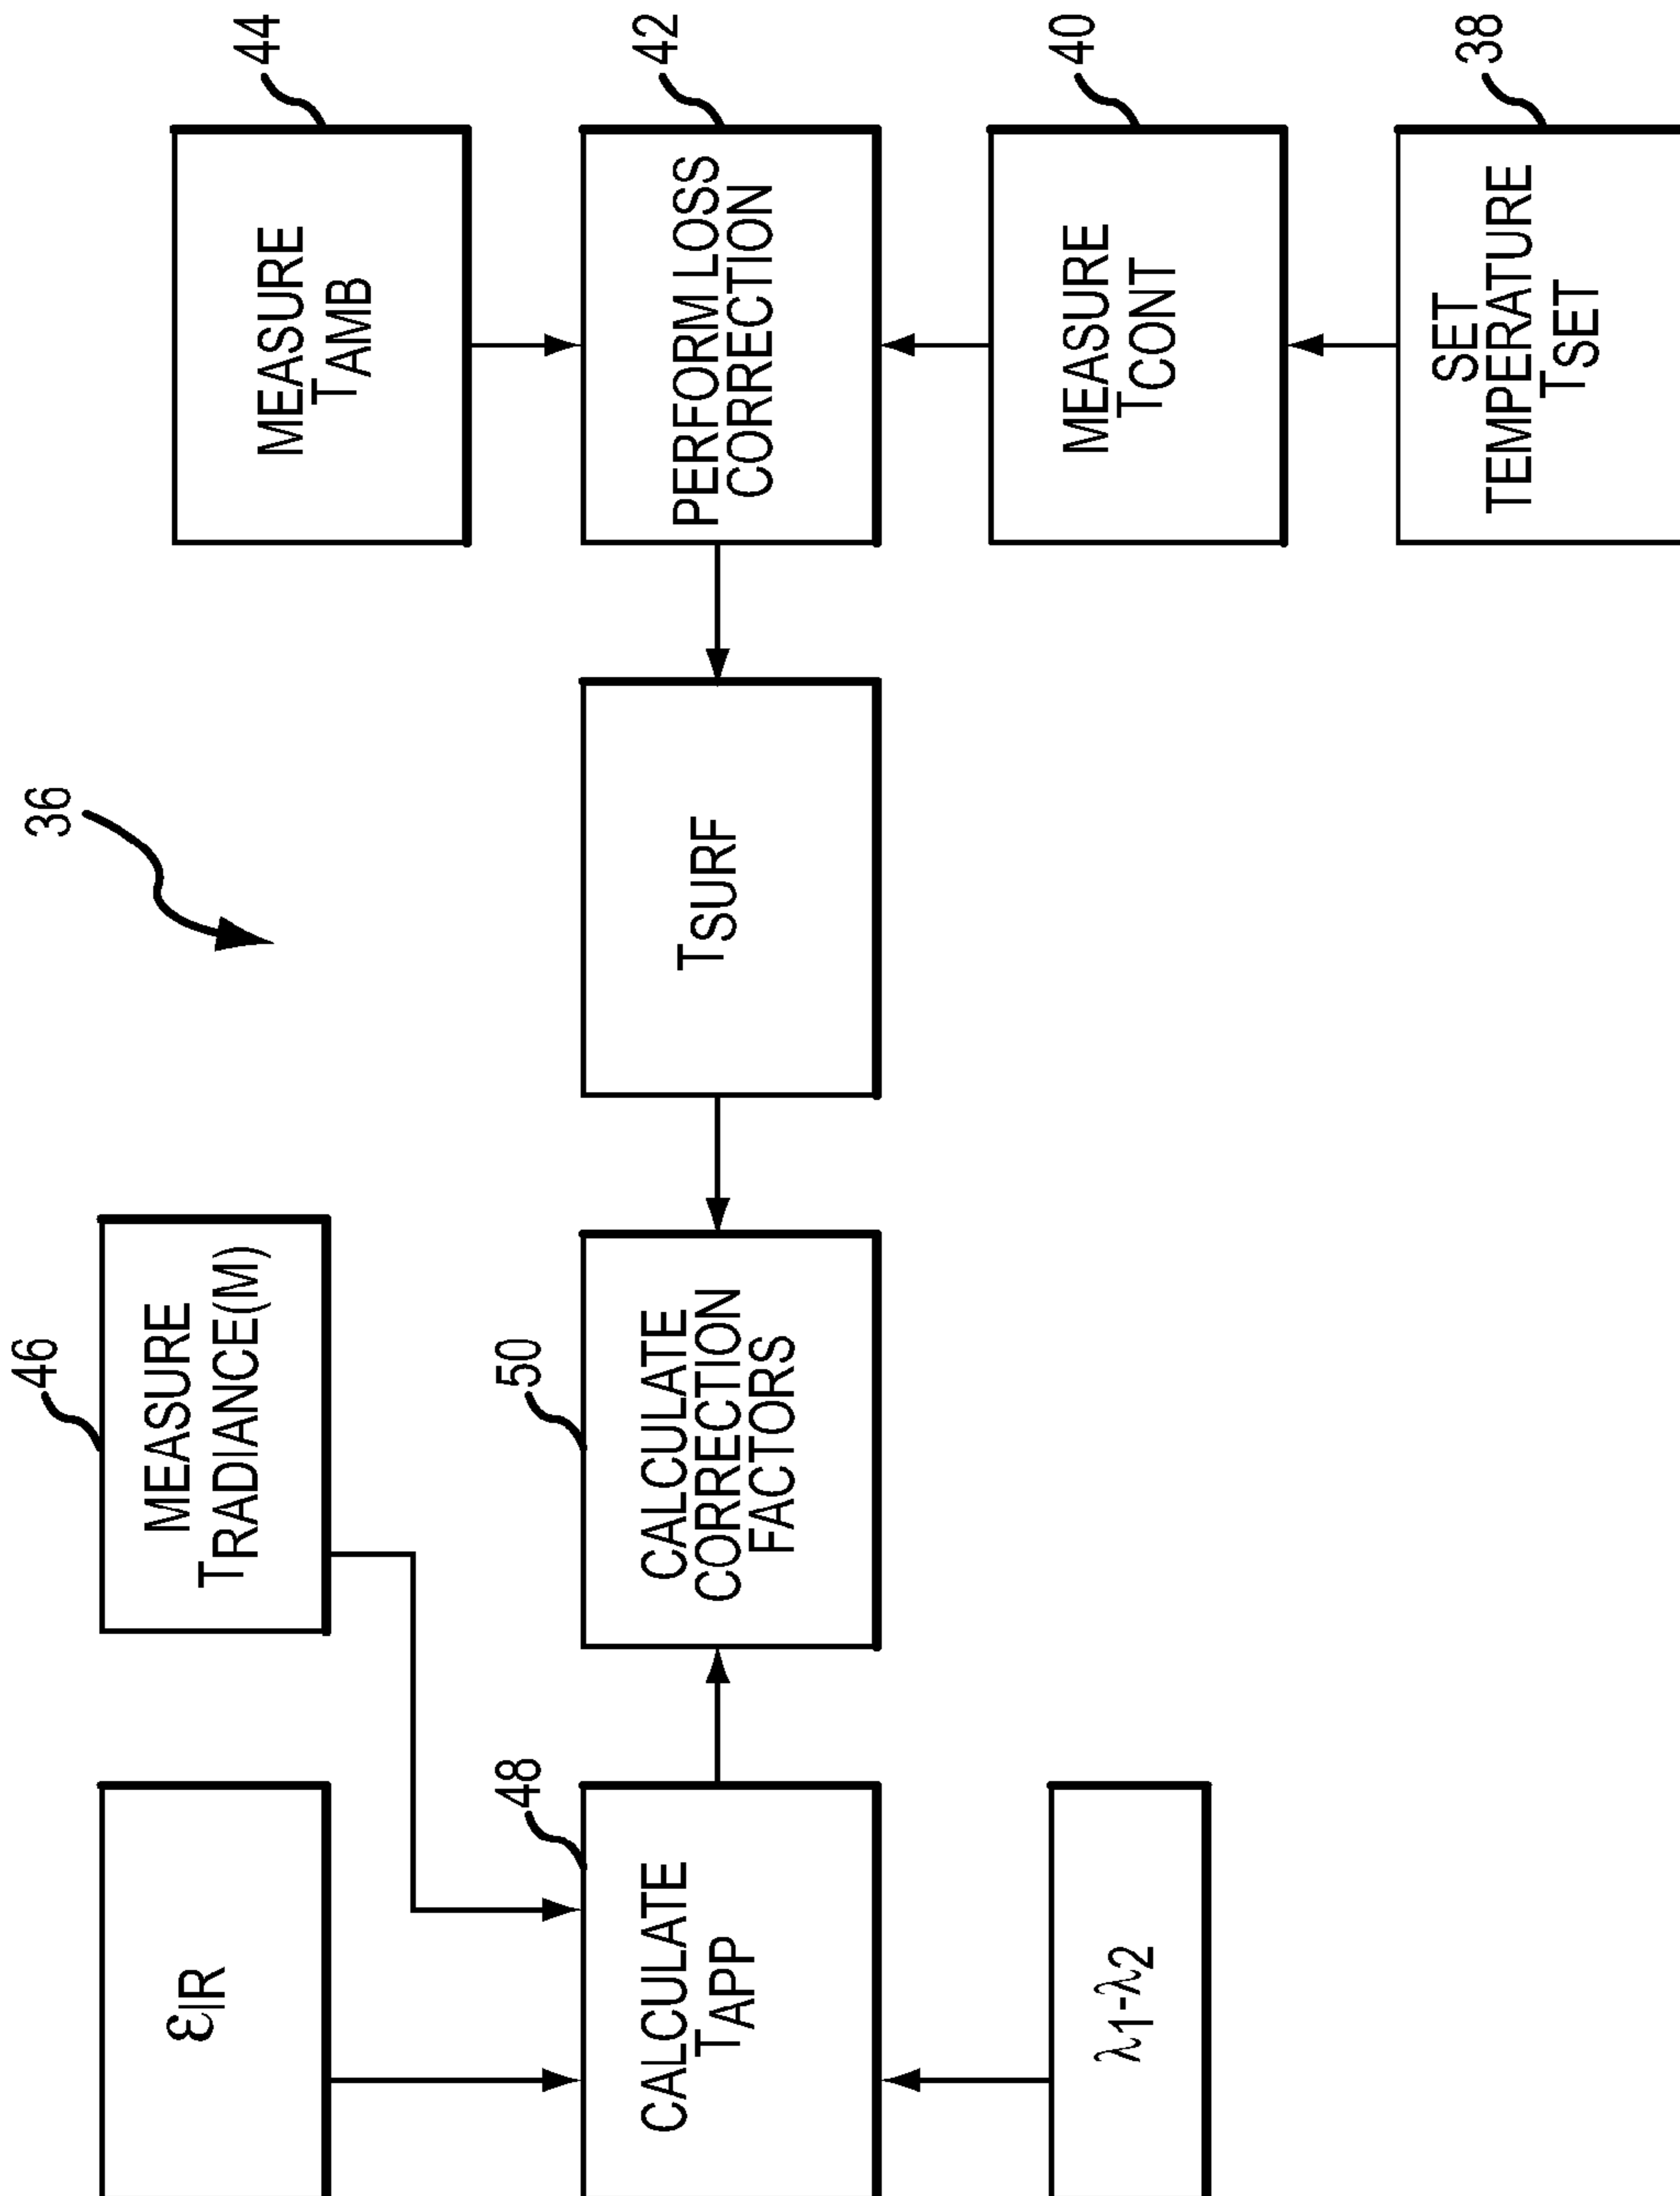 46
36
εIR
MEASURE
TRADIANCE(M)
MEASURE
TAMB
44
48
CALCULATE
TAPP
50
CALCULATE
CORRECTION
FACTORS
TSURF
PERFORM LOSS
CORRECTION
42
λ1-λ2
MEASURE
TCONT
40
SET
TEMPERATURE
TSET
38